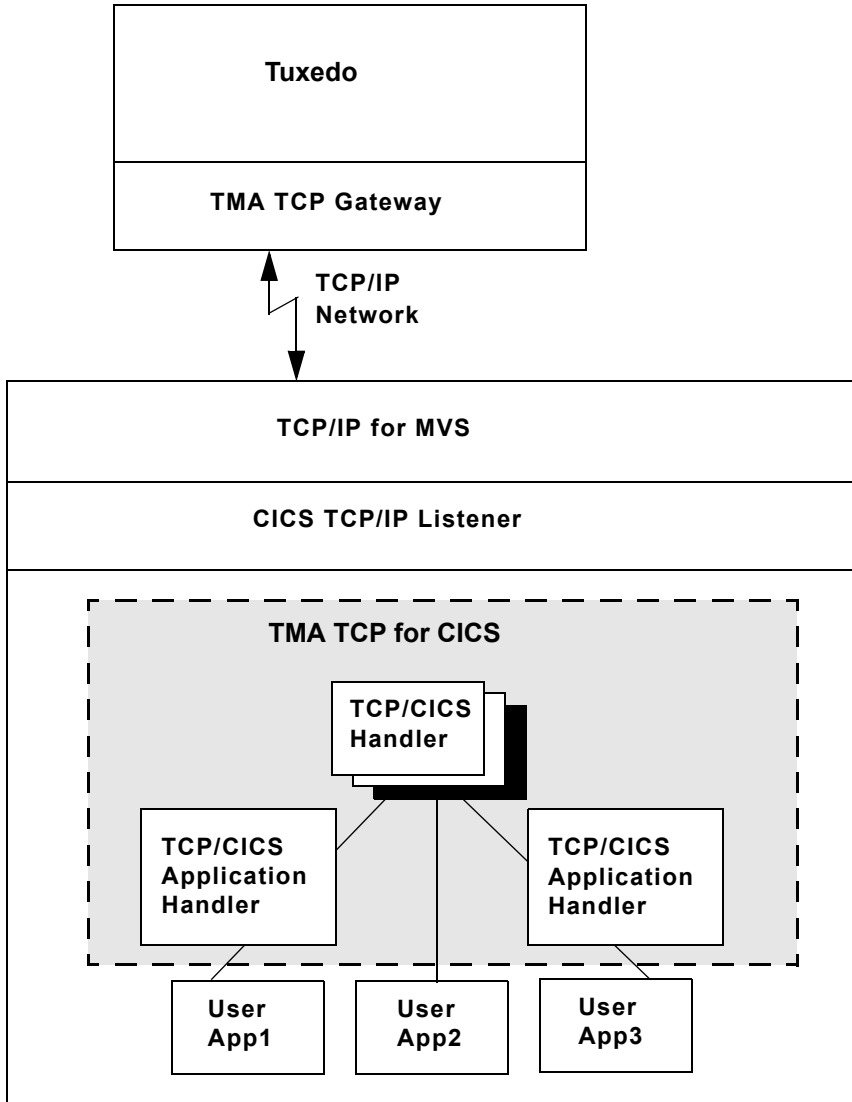 Tuxedo
TMA TCP Gateway
TCP/IP
Network
TCP/IP for MVS
CICS TCP/IP Listener
TMA TCP for CICS
TCP/CICS
Handler
TCP/CICS
Application
Handler
TCP/CICS
Application
Handler
User
App1
User
App2
User
App3